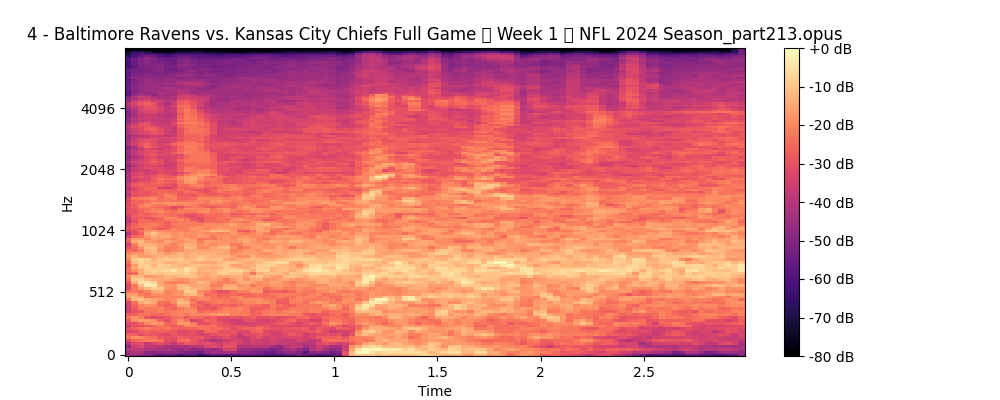 4 - Baltimore Ravens vs. Kansas City Chiefs Full Game ▯ Week 1 ▯ NFL 2024 Season_part213.opus
+0 dB
-10 dB
-20 dB
-30 dB
-40 dB
-50 dB
-60 dB
-70 dB
-80 dB
Hz
4096
2048
1024
512
0
0 0.5 1 1.5 2 2.5
Time